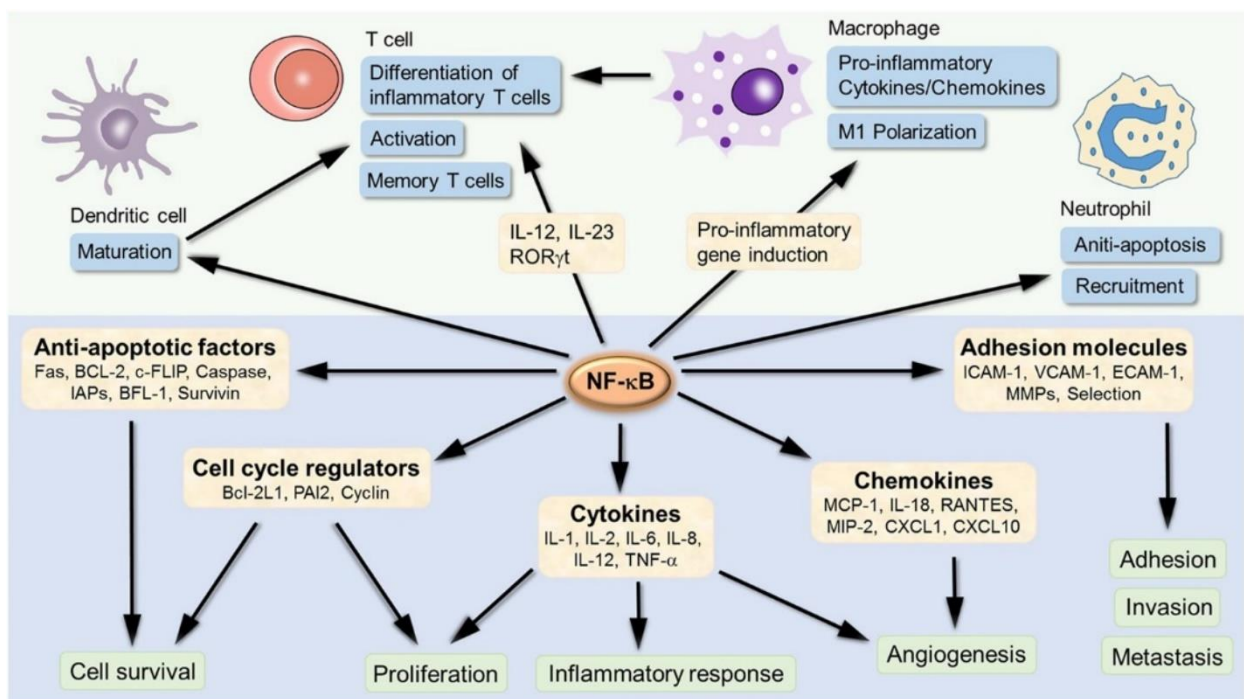 T cell
Differentiation of
inflammatory T cells
Activation
Memory T cells
Macrophage
Pro-inflammatory
Cytokines/Chemokines
M1 Polarization
Dendritic cell
Maturation
IL-12, IL-23
RORγt
Pro-inflammatory
gene induction
Neutrophil
Aniti-apoptosis
Recruitment
Anti-apoptotic factors
Fas, BCL-2, c-FLIP, Caspase,
IAPs, BFL-1, Survivin
NF-κB
Adhesion molecules
ICAM-1, VCAM-1, ECAM-1,
MMPs, Selection
Cell cycle regulators
Bcl-2L1, PAI2, Cyclin
Cytokines
IL-1, IL-2, IL-6, IL-8,
IL-12, TNF-α
Chemokines
MCP-1, IL-18, RANTES,
MIP-2, CXCL1, CXCL10
Adhesion
Invasion
Metastasis
Cell survival
Proliferation
Inflammatory response
Angiogenesis